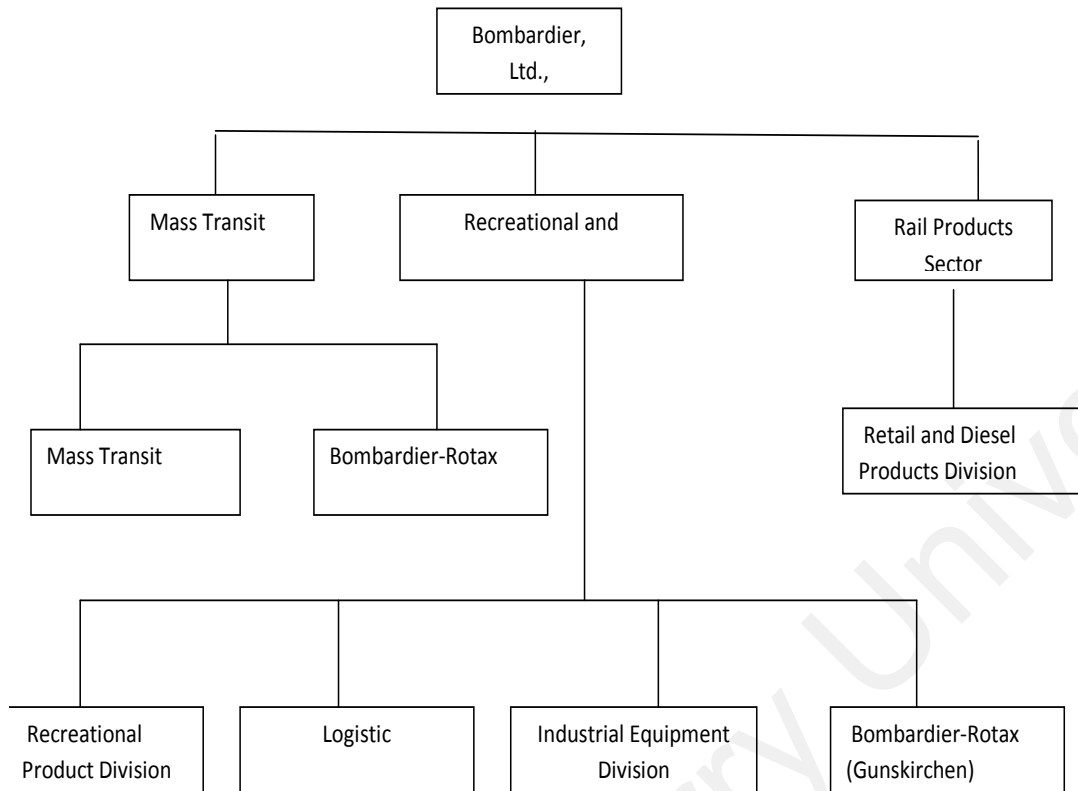 Bombardier,
Ltd.,
Mass Transit
Recreational and
Rail Products
Sector
Mass Transit
Bombardier-Rotax
Retail and Diesel
Products Division
Recreational
Product Division
Logistic
Industrial Equipment
Division
Bombardier-Rotax
(Gunskirchen)